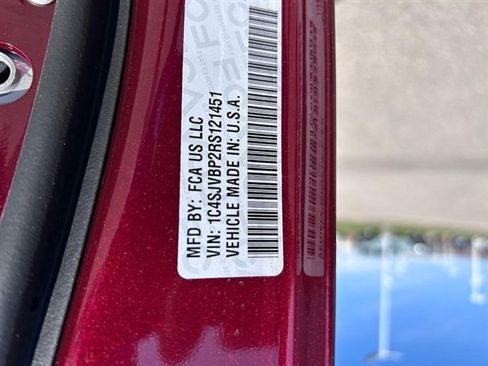 MFD BY: FCA US LLC
VIN: 1C4SJVBP2RS121451
VEHICLE MADE IN: U.S.A.